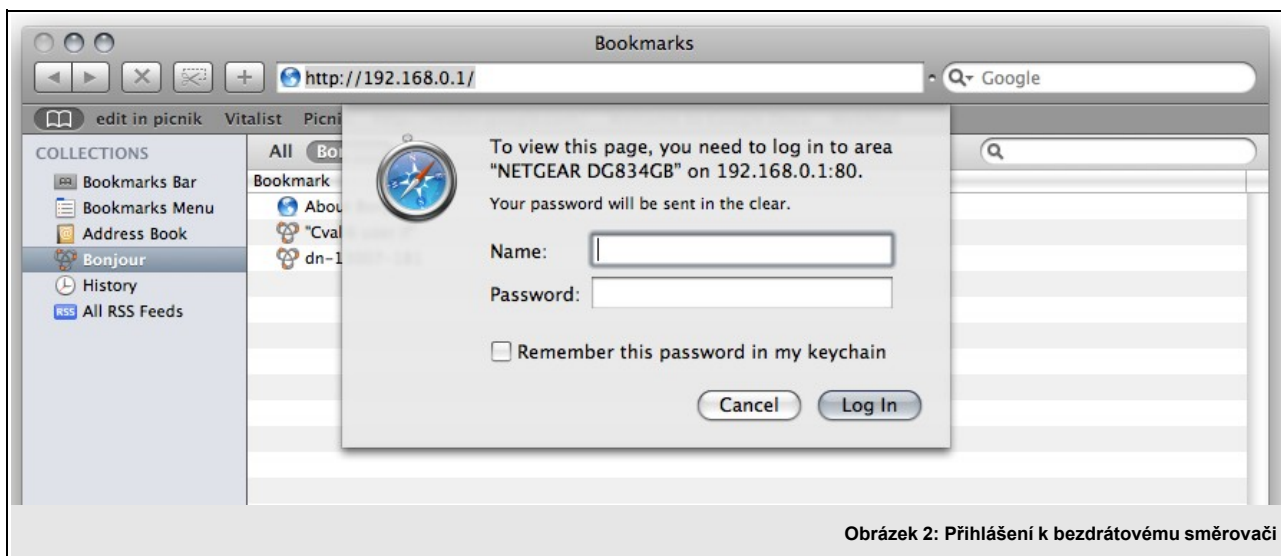 Bookmarks
http://192.168.0.1/
Google
edit in picnik Vitalist
COLLECTIONS
All
Bookmarks Bar
Bookmark
Bookmarks Menu
Address Book
Bonjour
dn-1
History
RSS All RSS Feeds
To view this page, you need to log in to area
"NETGEAR DG834GB" on 192.168.0.1:80.
Your password will be sent in the clear.
Name:
Password:
Remember this password in my keychain
Cancel Log In
Obrázek 2: Přihlášení k bezdrátovému směrovači